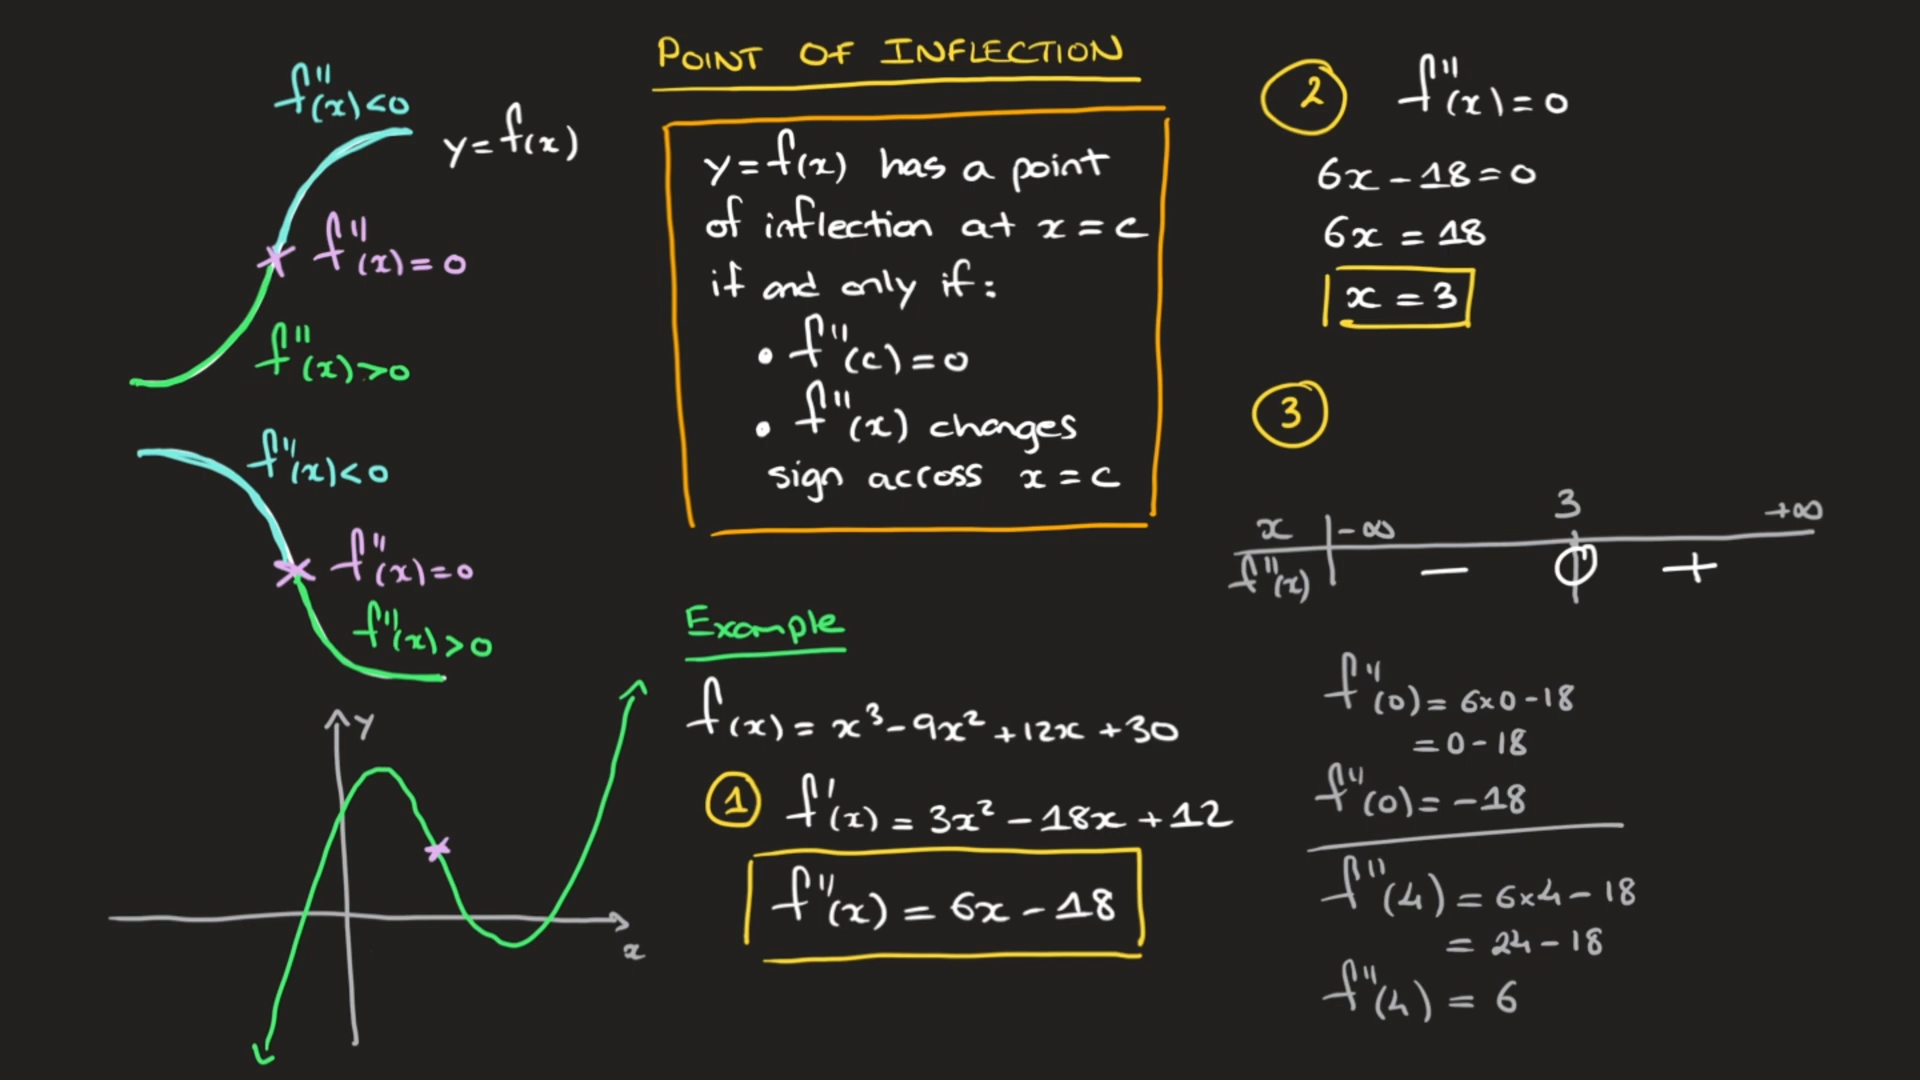 POINT OF INFLECTION
f''(x)<0
y=f(x)
f''(x)=0
f''(x)>0
f''(x)<0
f''(x)=0
f''(x)>0
y
x
y=f(x) has a point
of inflection at x=c
if and only if:
• f''(c)=0
• f''(x) changes
sign across x=c
Example
f(x)=x³-9x²+12x+30
1 f'(x)=3x²-18x+12
f''(x)=6x-18
2 f''(x)=0
6x-18=0
6x=18
x=3
3
x -∞ 3 +∞
f''(x) - 0 +
f''(0)=6×0-18
=0-18
f''(0)=-18
f''(4)=6×4-18
=24-18
f''(4)=6